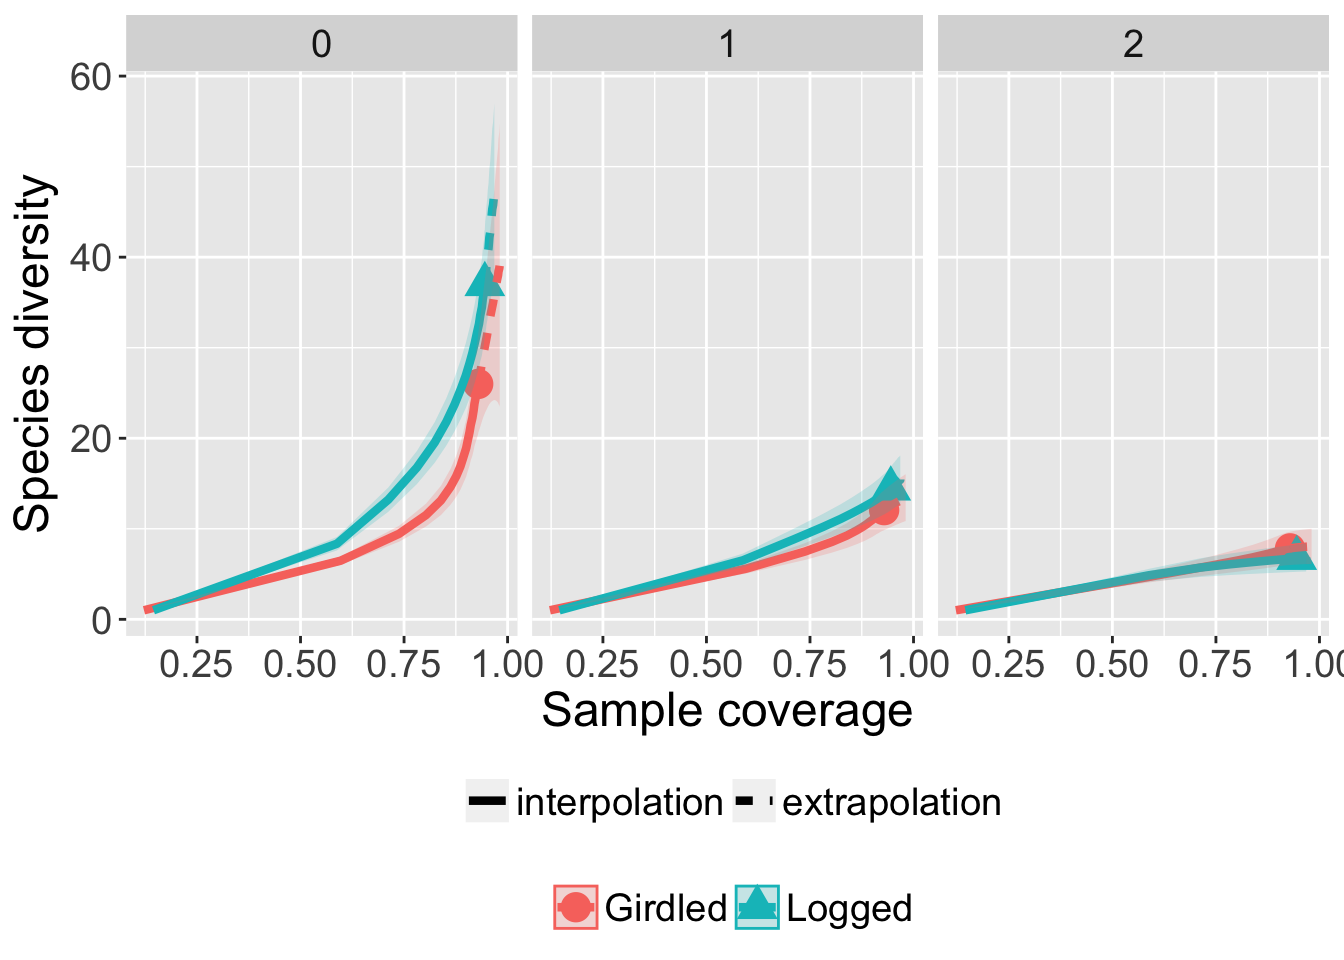 0 1 2
60
40
20
0
Species diversity
0.25 0.50 0.75 1.00 0.25 0.50 0.75 1.00 0.25 0.50 0.75 1.00
Sample coverage
interpolation extrapolation
Girdled Logged